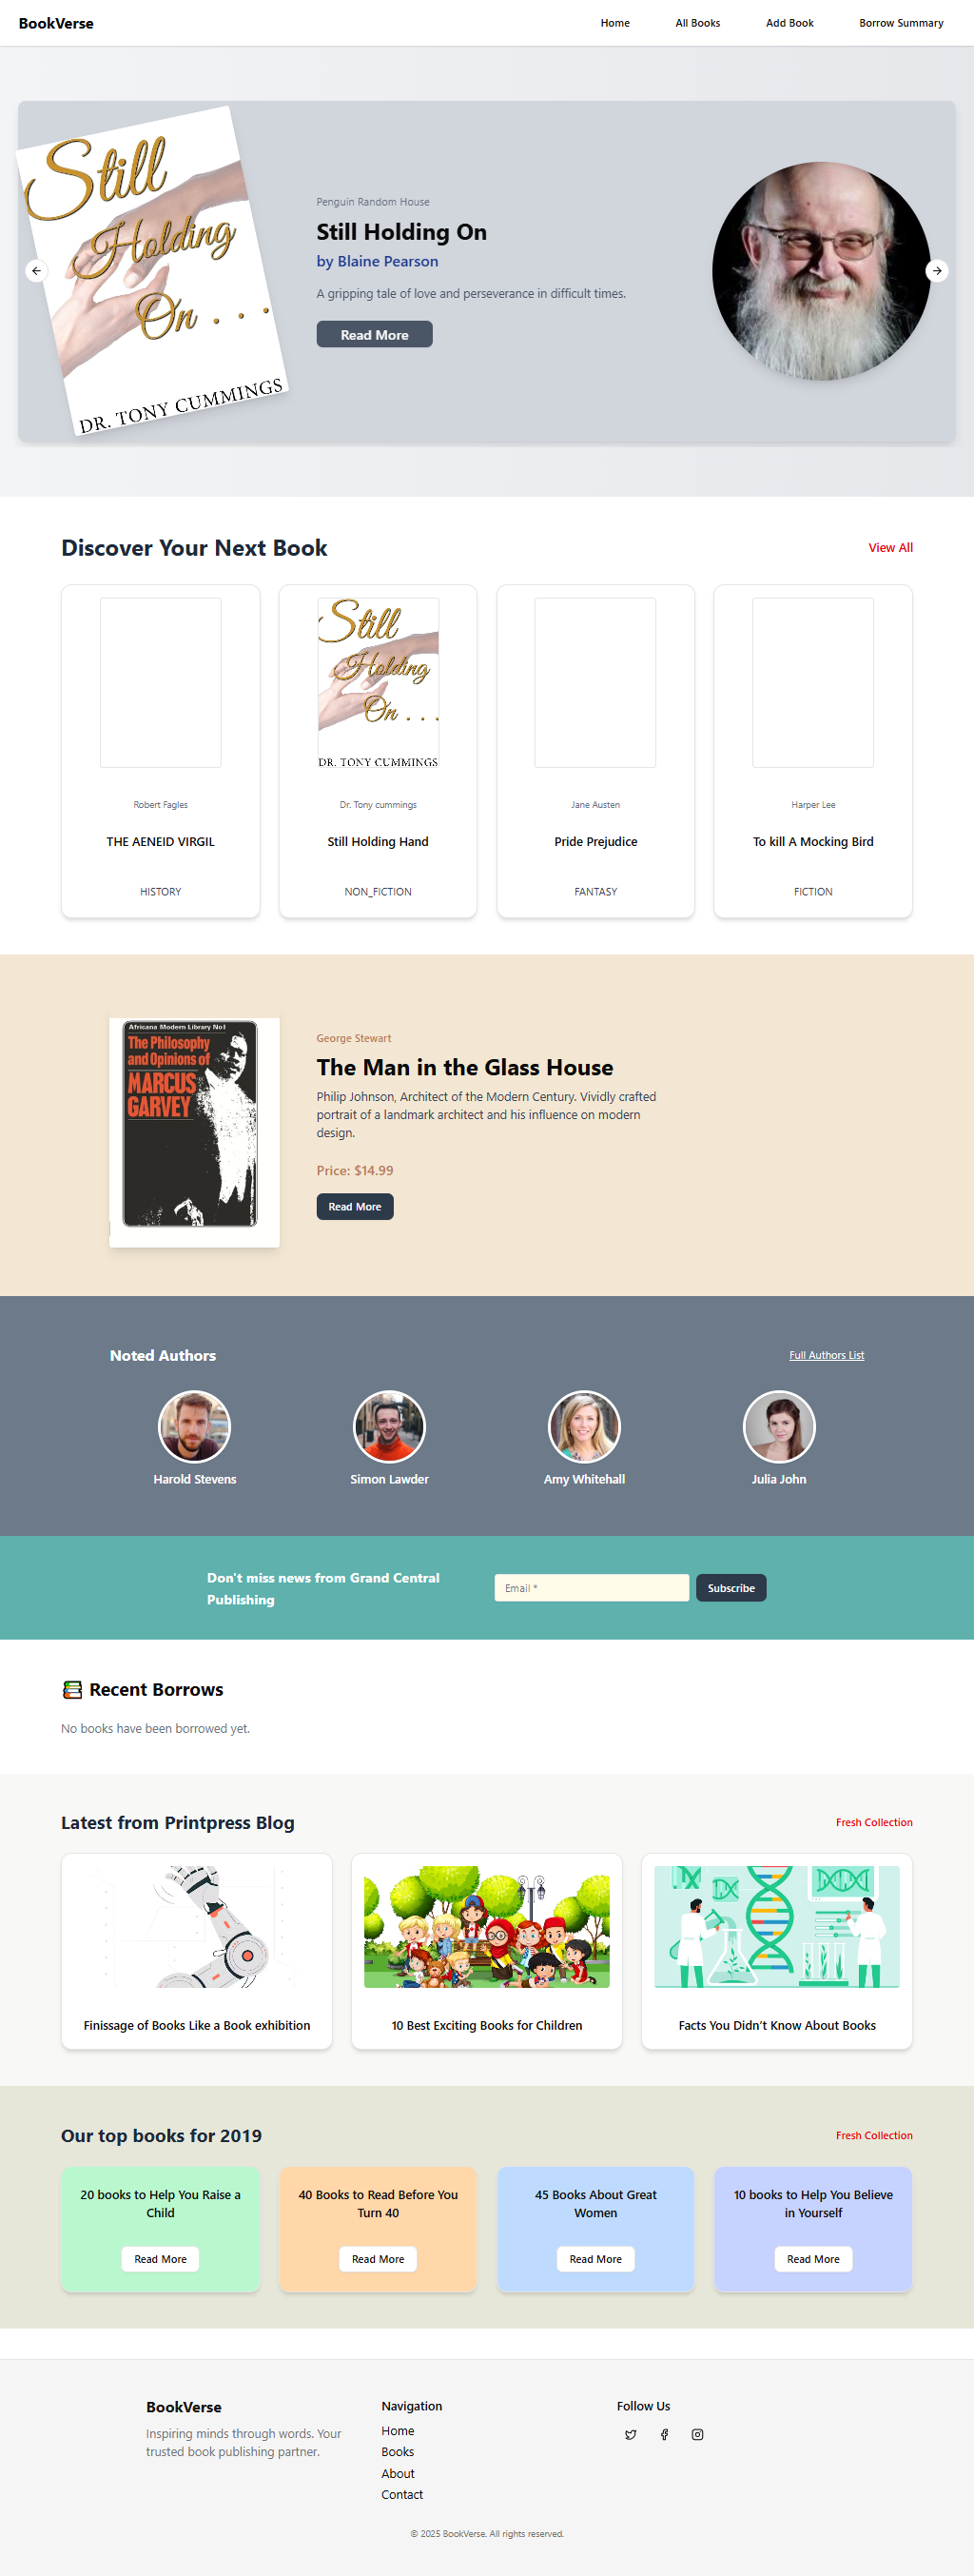 BookVerse
Home
All Books
Add Book
Borrow Summary
Still
Holding
On . . .
DR. TONY CUMMINGS
Penguin Random House
Still Holding On
by Blaine Pearson
A gripping tale of love and perseverance in difficult times.
Read More
Discover Your Next Book
View All
Robert Fagles
THE AENEID VIRGIL
HISTORY
Still
Holding
On . . .
DR. TONY CUMMINGS
Dr. Tony cummings
Still Holding Hand
NON_FICTION
Jane Austen
Pride Prejudice
FANTASY
Harper Lee
To kill A Mocking Bird
FICTION
Africana Modern Library No1
The Philosophy
and Opinions of
MARCUS
GARVEY
George Stewart
The Man in the Glass House
Philip Johnson, Architect of the Modern Century. Vividly crafted
portrait of a landmark architect and his influence on modern
design.
Price: $14.99
Read More
Noted Authors
Full Authors List
Harold Stevens
Simon Lawder
Amy Whitehall
Julia John
Don't miss news from Grand Central
Publishing
Email *
Subscribe
Recent Borrows
No books have been borrowed yet.
Latest from Printpress Blog
Fresh Collection
Finissage of Books Like a Book exhibition
10 Best Exciting Books for Children
Facts You Didn’t Know About Books
Our top books for 2019
Fresh Collection
20 books to Help You Raise a
Child
Read More
40 Books to Read Before You
Turn 40
Read More
45 Books About Great
Women
Read More
10 books to Help You Believe
in Yourself
Read More
BookVerse
Inspiring minds through words. Your
trusted book publishing partner.
Navigation
Home
Books
About
Contact
Follow Us
© 2025 BookVerse. All rights reserved.